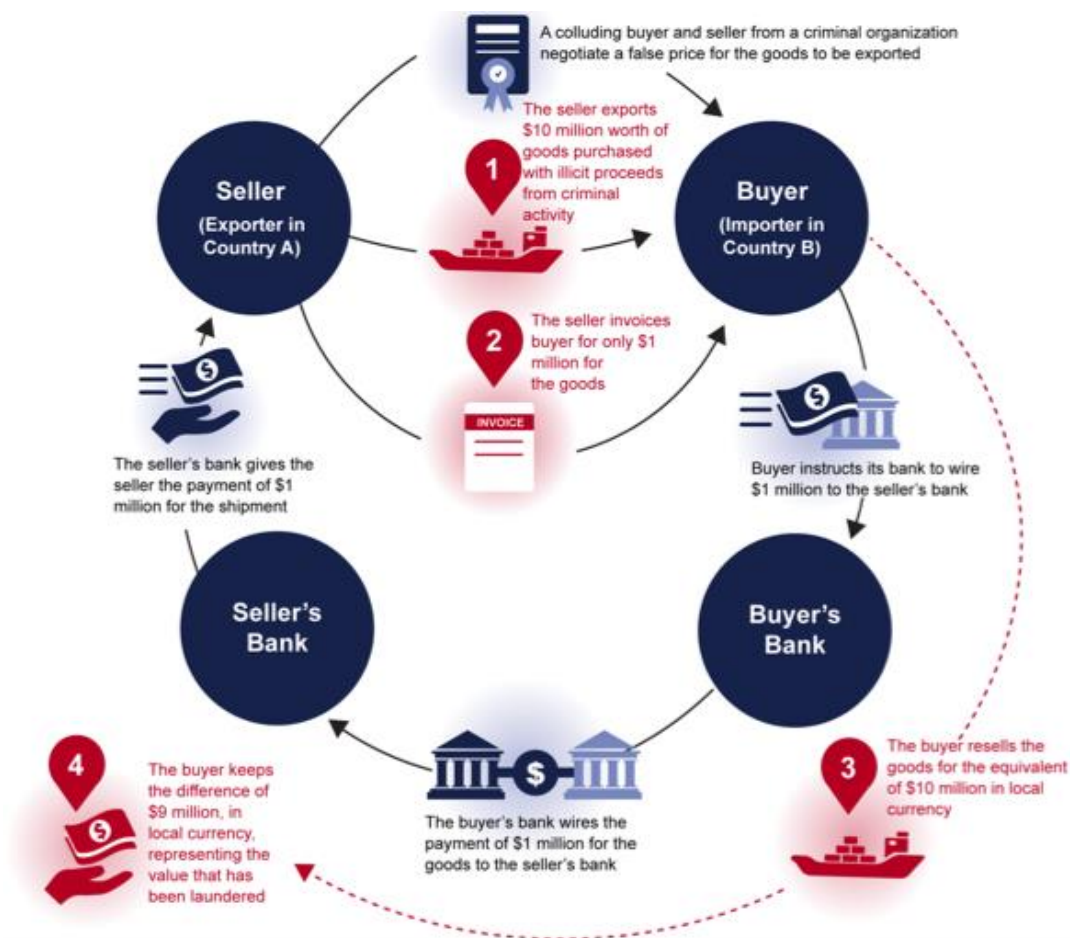 A colluding buyer and seller from a criminal organization
negotiate a false price for the goods to be exported
1
The seller exports
$10 million worth of
goods purchased
with illicit proceeds
from criminal
activity
Seller
(Exporter in
Country A)
Buyer
(Importer in
Country B)
2
The seller invoices
buyer for only $1
million for
the goods
INVOICE
$
The seller's bank gives the
seller the payment of $1
million for the shipment
$
Buyer instructs its bank to wire
$1 million to the seller's bank
Seller's
Bank
Buyer's
Bank
$
The buyer's bank wires the
payment of $1 million for the
goods to the seller's bank
3
The buyer resells the
goods for the equivalent
of $10 million in local
currency
4
$
The buyer keeps
the difference of
$9 million, in
local currency,
representing the
value that has
been laundered